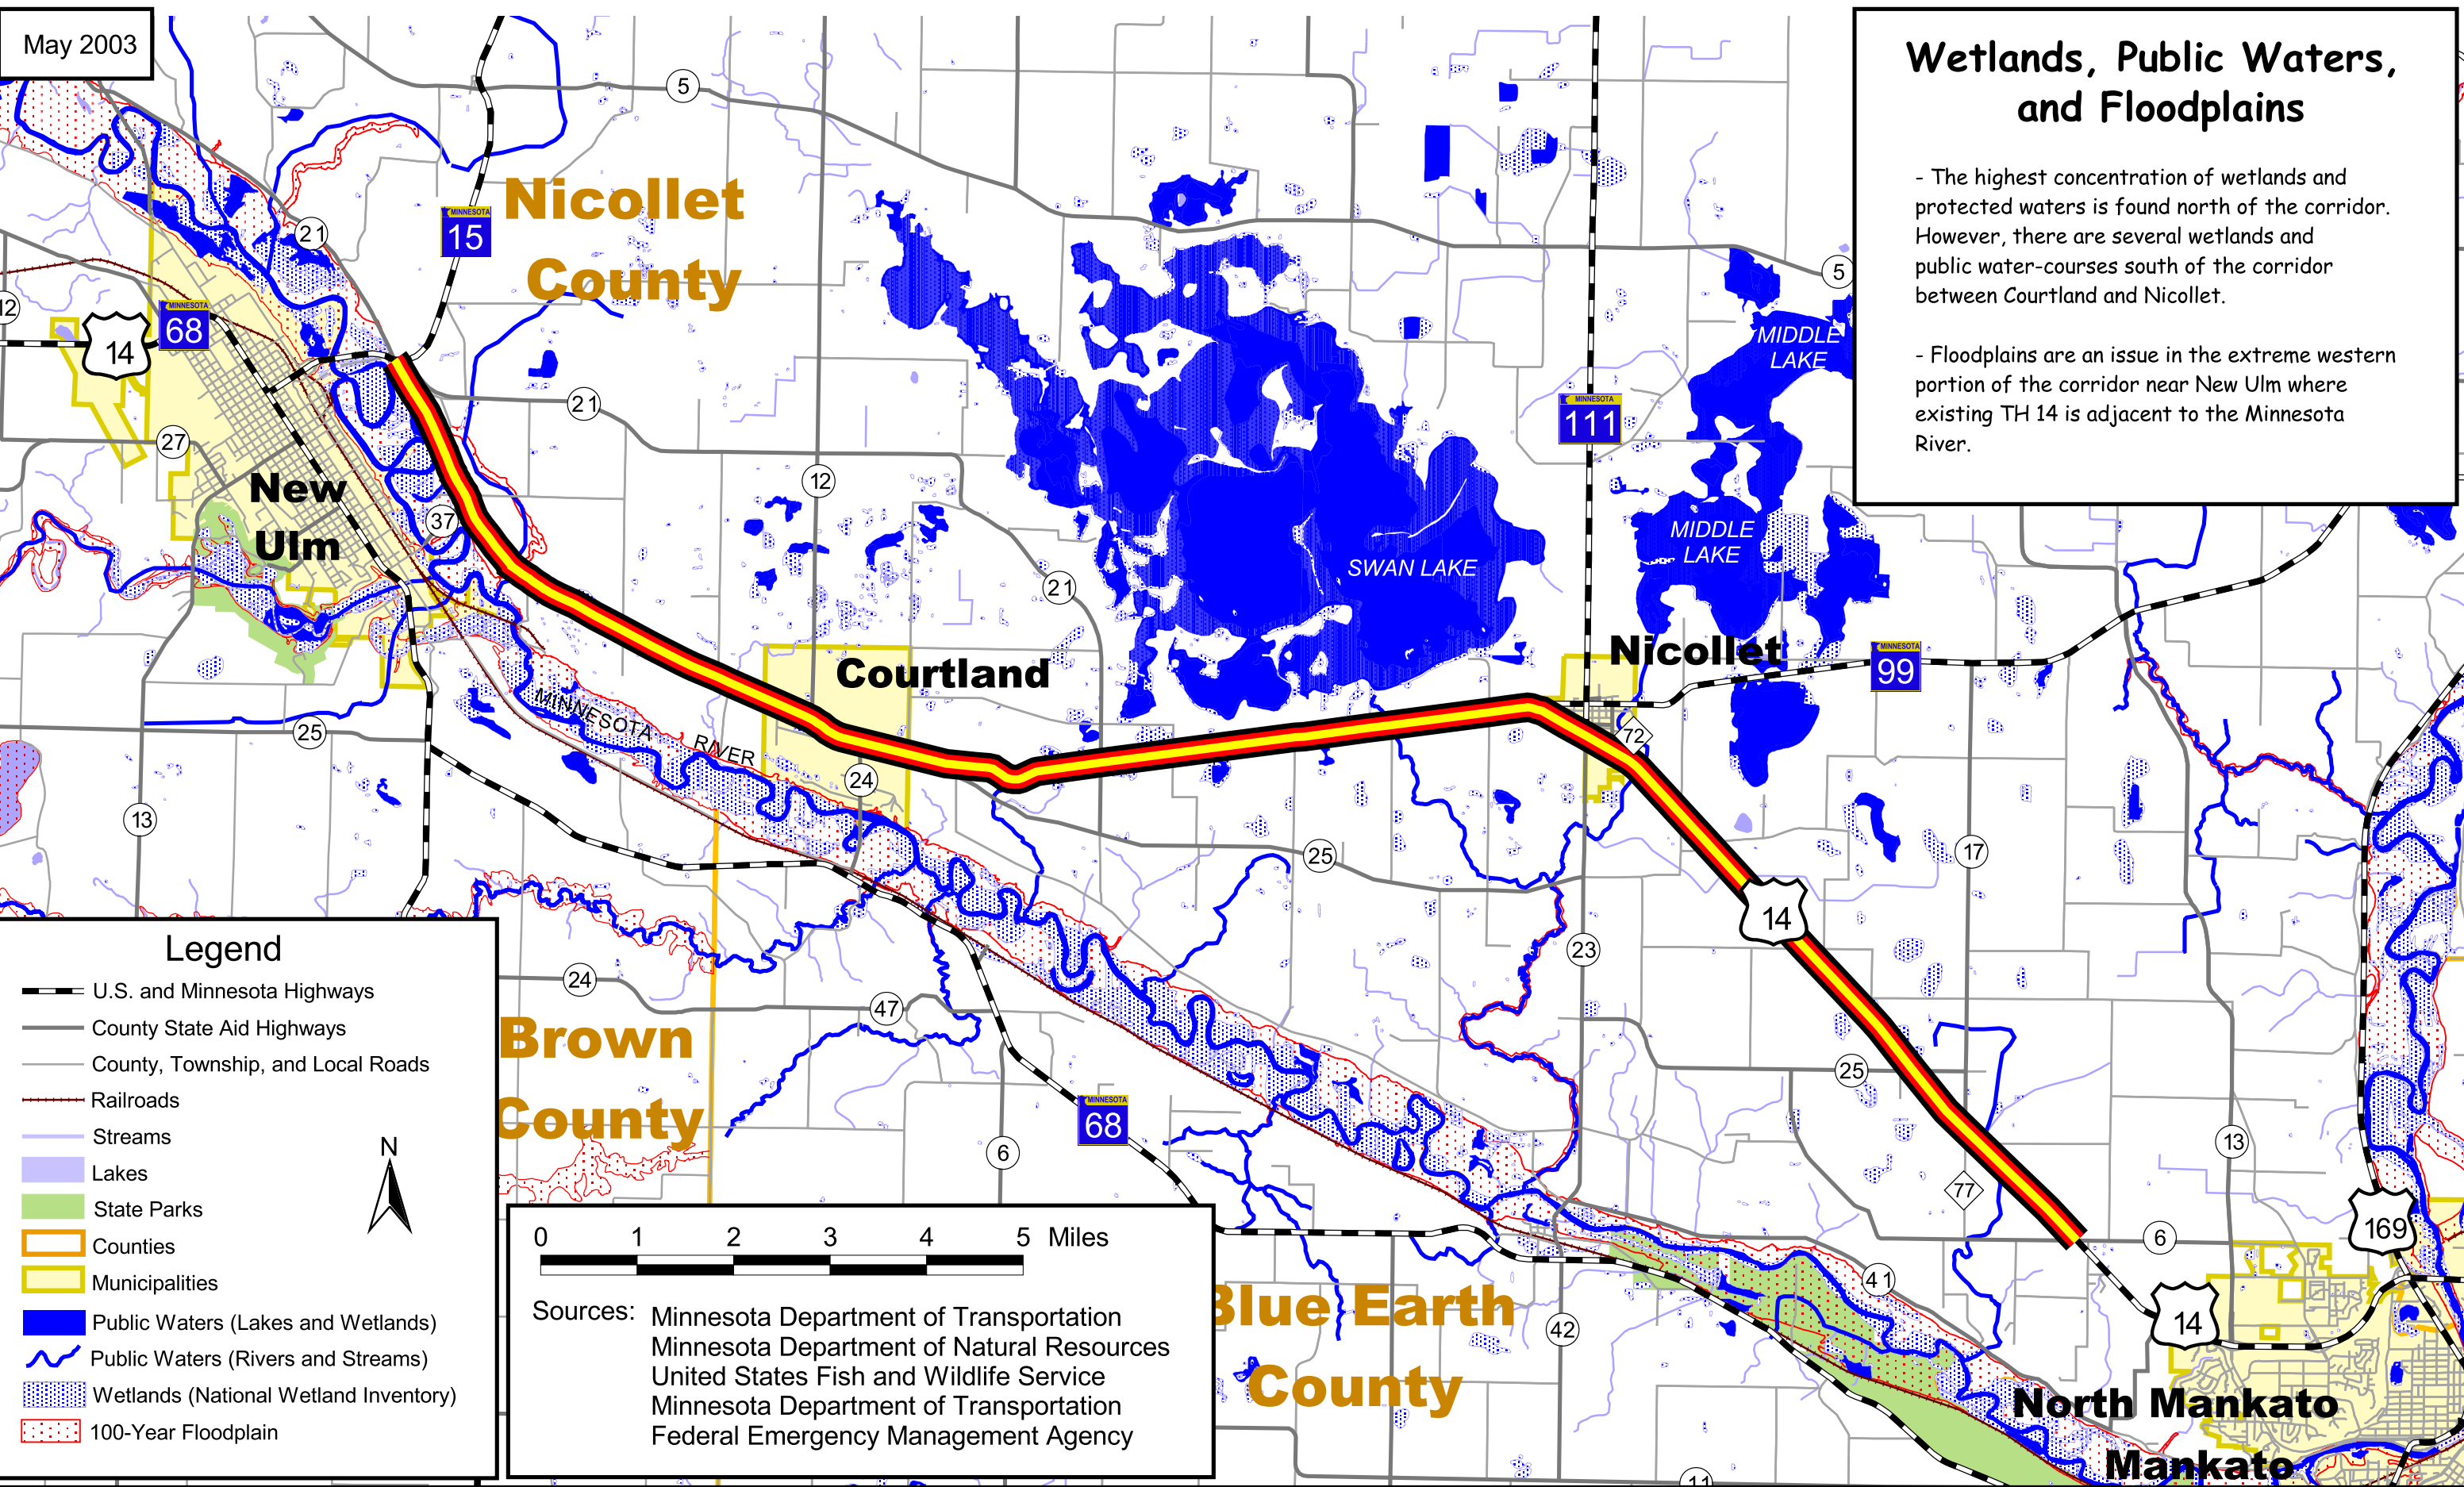 May 2003
Wetlands, Public Waters,
and Floodplains
- The highest concentration of wetlands and
protected waters is found north of the corridor.
However, there are several wetlands and
public water-courses south of the corridor
between Courtland and Nicollet.
- Floodplains are an issue in the extreme western
portion of the corridor near New Ulm where
existing TH 14 is adjacent to the Minnesota
River.
5
Nicollet
County
MINNESOTA
15
21
5
12
MINNESOTA
68
14
MIDDLE
LAKE
21
MINNESOTA
111
27
12
New
Ulm
37
MIDDLE
LAKE
SWAN LAKE
21
Courtland
Nicollet
MINNESOTA
99
MINNESOTA RIVER
25
72
24
13
25
17
14
23
24
47
Brown
County
25
MINNESOTA
68
6
13
77
169
6
41
14
42
Blue Earth
County
North Mankato
Mankato
11
Legend
U.S. and Minnesota Highways
County State Aid Highways
County, Township, and Local Roads
Railroads
Streams
Lakes
State Parks
Counties
Municipalities
Public Waters (Lakes and Wetlands)
Public Waters (Rivers and Streams)
Wetlands (National Wetland Inventory)
100-Year Floodplain
N
0 1 2 3 4 5 Miles
Sources: Minnesota Department of Transportation
Minnesota Department of Natural Resources
United States Fish and Wildlife Service
Minnesota Department of Transportation
Federal Emergency Management Agency